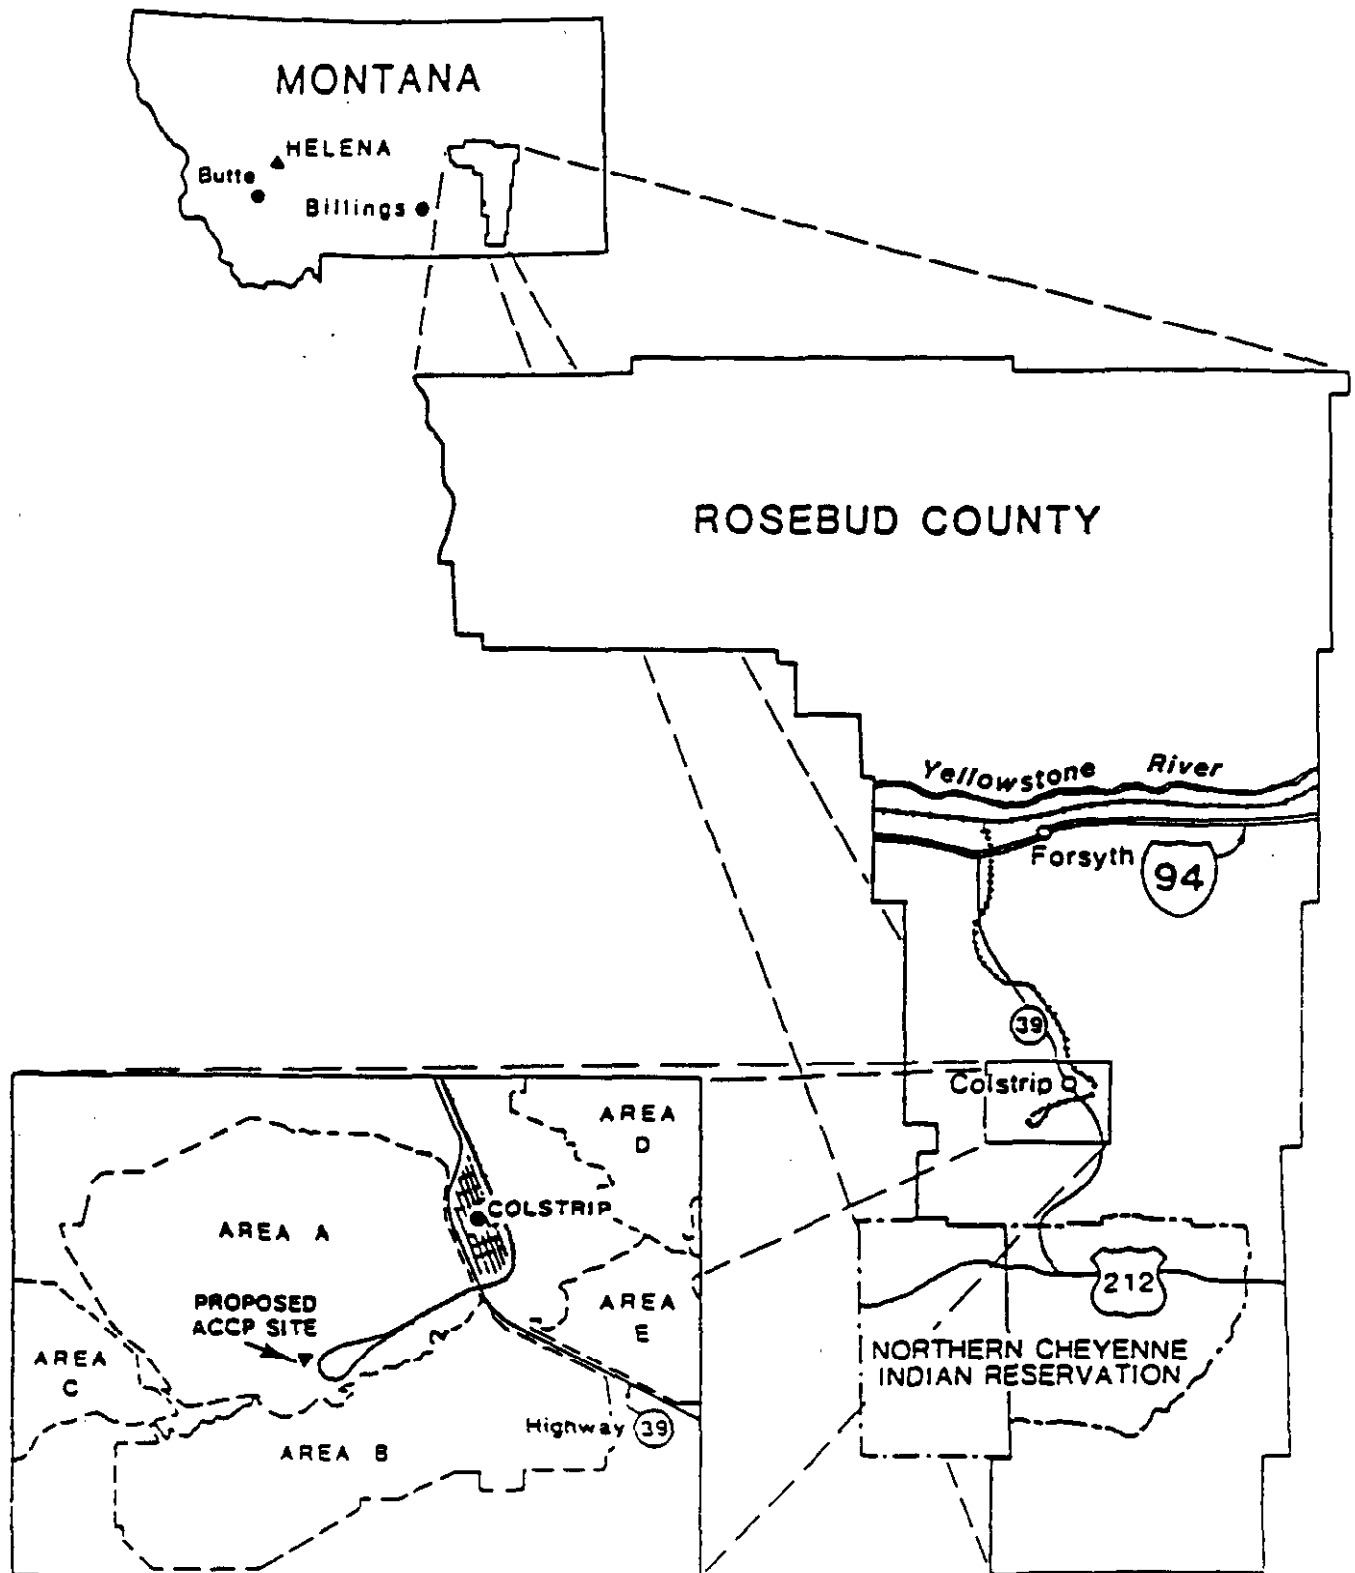 MONTANA
HELENA
Butte
Billings
ROSEBUD COUNTY
Yellowstone River
Forsyth
94
39
Colstrip
212
NORTHERN CHEYENNE
INDIAN RESERVATION
AREA
D
COLSTRIP
AREA A
PROPOSED
ACCP SITE
AREA
E
AREA
C
Highway 39
AREA B